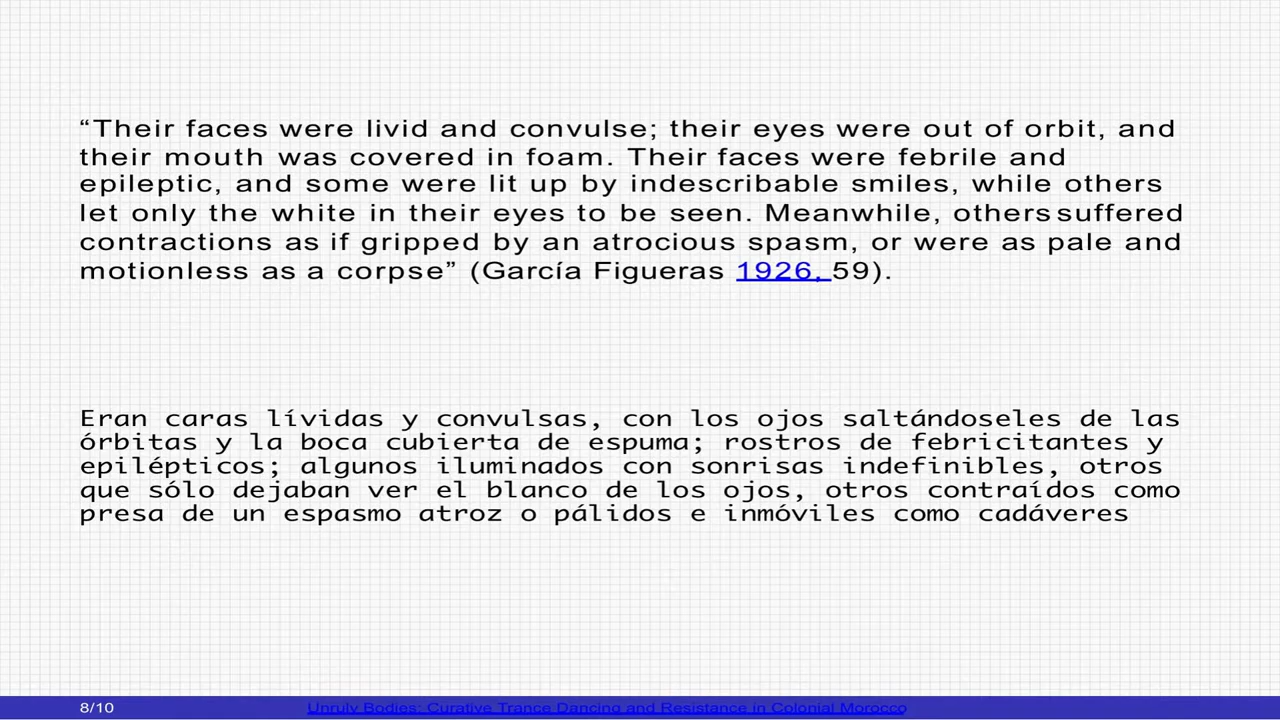 “Their faces were livid and convulse; their eyes were out of orbit, and
their mouth was covered in foam. Their faces were febrile and
epileptic, and some were lit up by indescribable smiles, while others
let only the white in their eyes to be seen. Meanwhile, others suffered
contractions as if gripped by an atrocious spasm, or were as pale and
motionless as a corpse” (García Figueras 1926, 59).
Eran caras lívidas y convulsas, con los ojos saltándoseles de las
órbitas y la boca cubierta de espuma; rostros de febricitantes y
epilépticos; algunos iluminados con sonrisas indefinibles, otros
que sólo dejaban ver el blanco de los ojos, otros contraídos como
presa de un espasmo atroz o pálidos e inmóviles como cadáveres
8/10 Unruly Bodies: Curative Trance Dancing and Resistance in Colonial Morocco